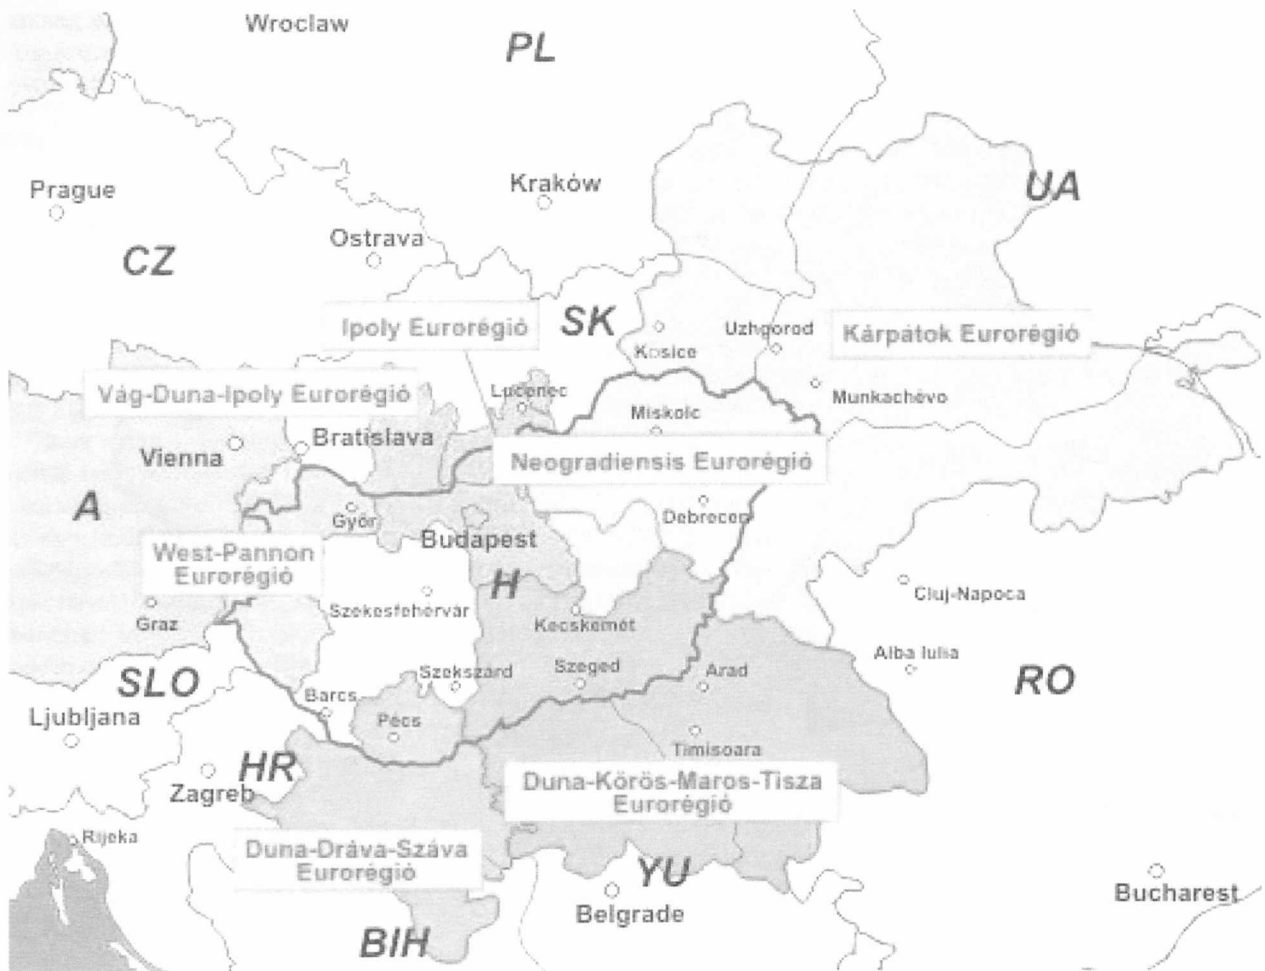 Wroclaw
PL
Prague
Kraków
UA
CZ
Ostrava
Ipoly Eurorégió
SK
Uzhgorod
Kárpátok Eurorégió
Kosice
Vág-Duna-Ipoly Eurorégió
Lucenec
Munkachévo
Miskolc
Bratislava
Vienna
Neogradiensis Eurorégió
A
Győr
Debrecen
Budapest
West-Pannon
Eurorégió
H
Cluj-Napoca
Szekesfehérvár
Graz
Kecskemét
Alba Iulia
SLO
Szekszárd
Szeged
Arad
RO
Barcs
Ljubljana
Pécs
Timisoara
HR
Zagreb
Duna-Körös-Maros-Tisza
Eurorégió
Rijeka
Duna-Dráva-Száva
Eurorégió
YU
Belgrade
Bucharest
BIH